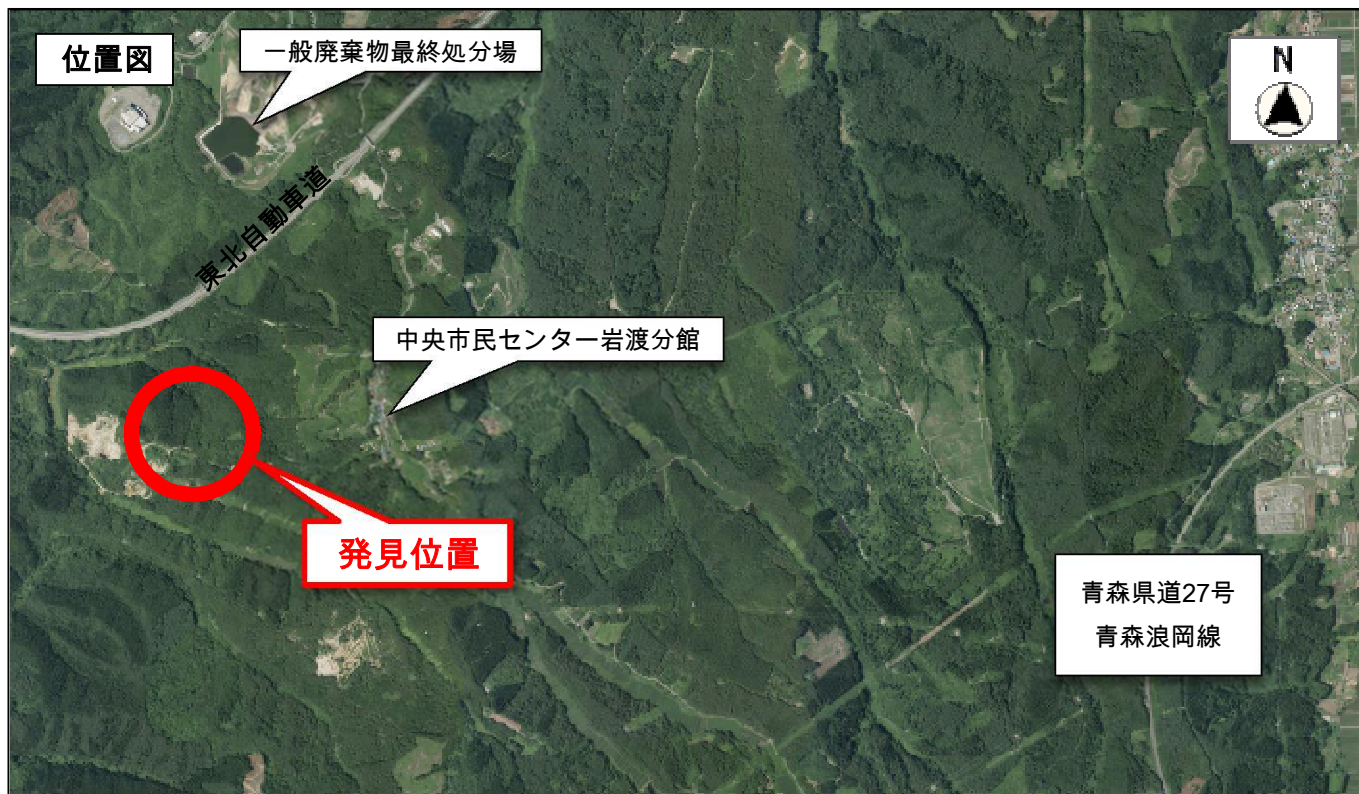 位置図
一般廃棄物最終処分場
N
東北自動車道
中央市民センター岩渡分館
発見位置
青森県道27号
青森浪岡線